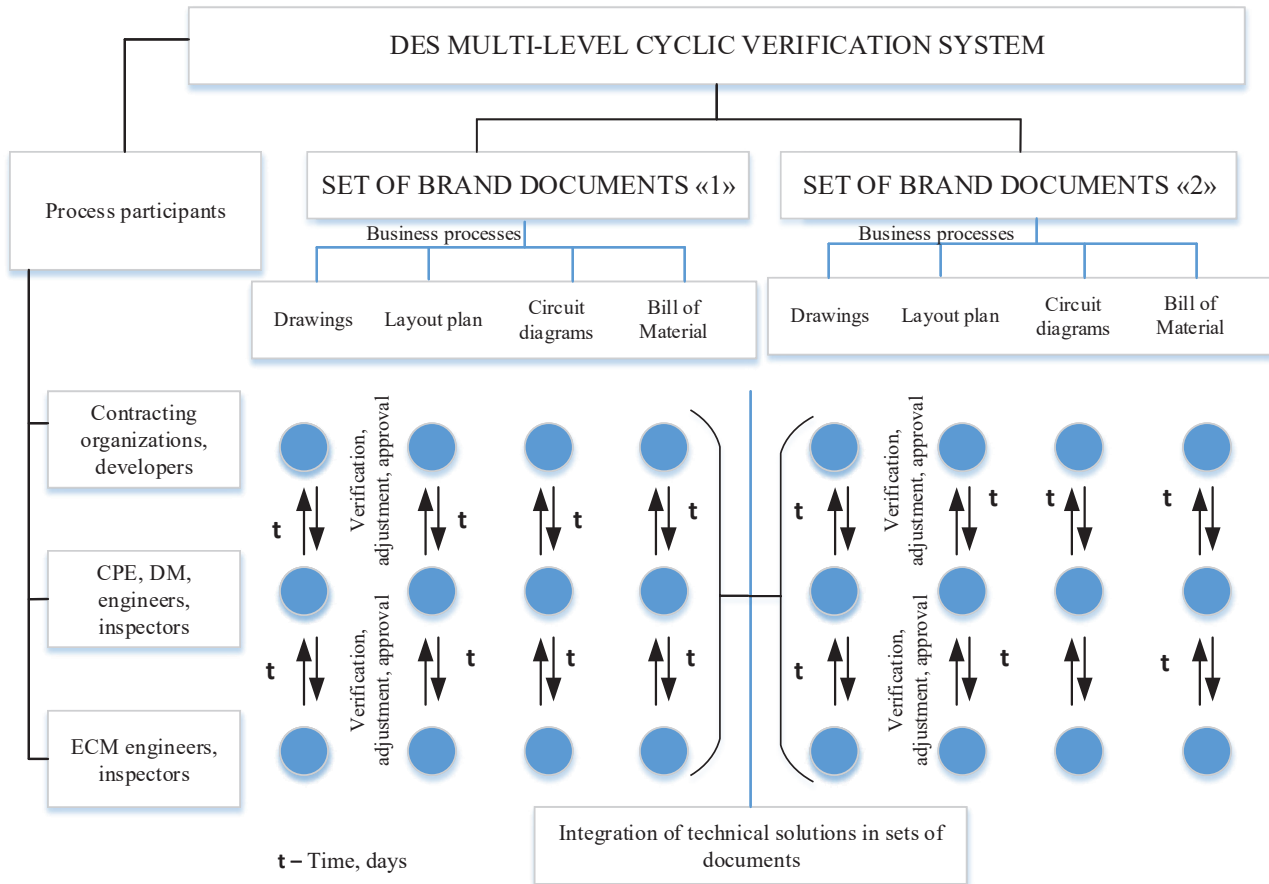 DES MULTI-LEVEL CYCLIC VERIFICATION SYSTEM
Process participants
SET OF BRAND DOCUMENTS «1»
SET OF BRAND DOCUMENTS «2»
Business processes
Business processes
Drawings
Layout plan
Circuit
diagrams
Bill of
Material
Drawings
Layout plan
Circuit
diagrams
Bill of
Material
Contracting
organizations,
developers
Verification,
adjustment, approval
Verification,
adjustment, approval
t
t
t
t
t
t
t
t
CPE, DM,
engineers,
inspectors
Verification,
adjustment, approval
Verification,
adjustment, approval
t
t
t
t
t
t
t
ECM engineers,
inspectors
Integration of technical solutions in sets of
documents
t – Time, days